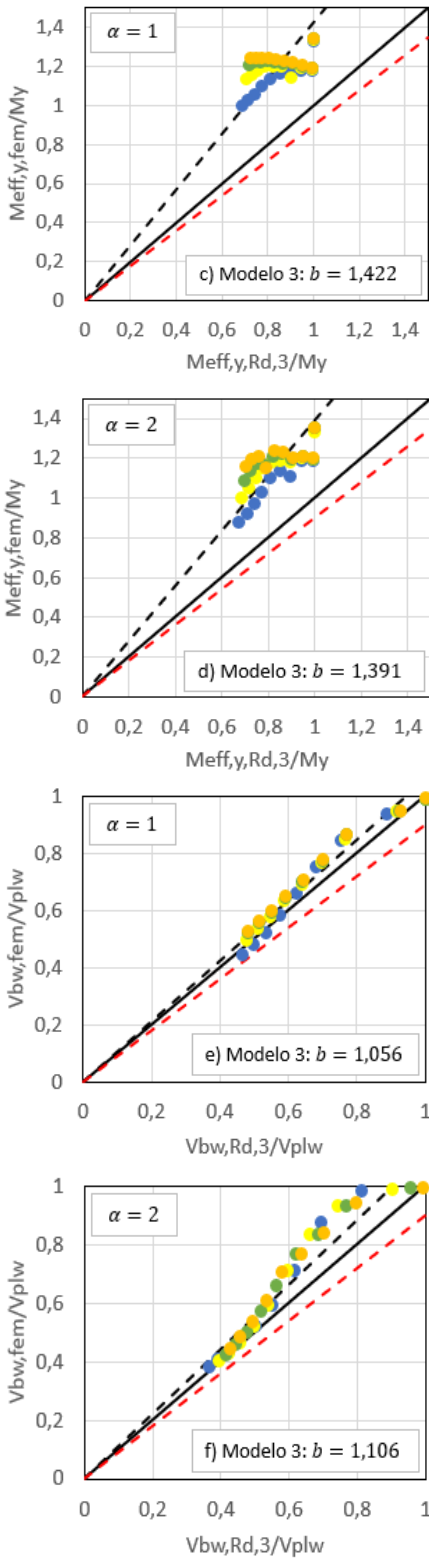 α = 1
1,4
1,2
1
0,8
0,6
0,4
0,2
0
Meff,y,fem/My
c) Modelo 3: b = 1,422
0 0,2 0,4 0,6 0,8 1 1,2 1,4
Meff,y,Rd,3/My
α = 2
1,4
1,2
1
0,8
0,6
0,4
0,2
0
Meff,y,fem/My
d) Modelo 3: b = 1,391
0 0,2 0,4 0,6 0,8 1 1,2 1,4
Meff,y,Rd,3/My
α = 1
1
0,8
0,6
0,4
0,2
0
Vbw,fem/Vplw
e) Modelo 3: b = 1,056
0 0,2 0,4 0,6 0,8 1
Vbw,Rd,3/Vplw
α = 2
1
0,8
0,6
0,4
0,2
0
Vbw,fem/Vplw
f) Modelo 3: b = 1,106
0 0,2 0,4 0,6 0,8 1
Vbw,Rd,3/Vplw